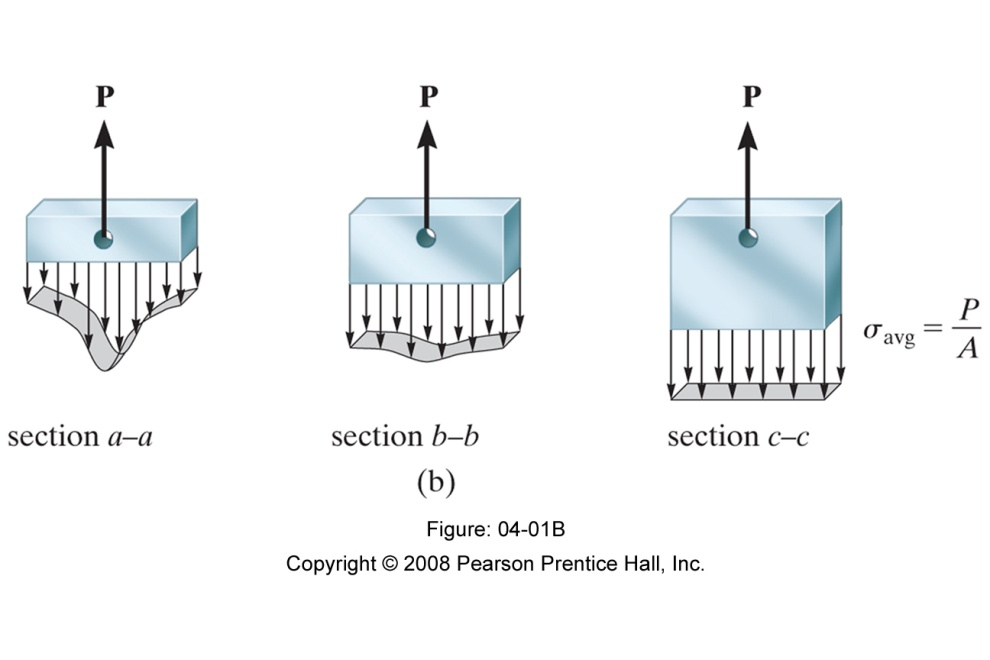 P P P
σavg = P/A
section a–a section b–b section c–c
(b)
Figure: 04-01B
Copyright © 2008 Pearson Prentice Hall, Inc.